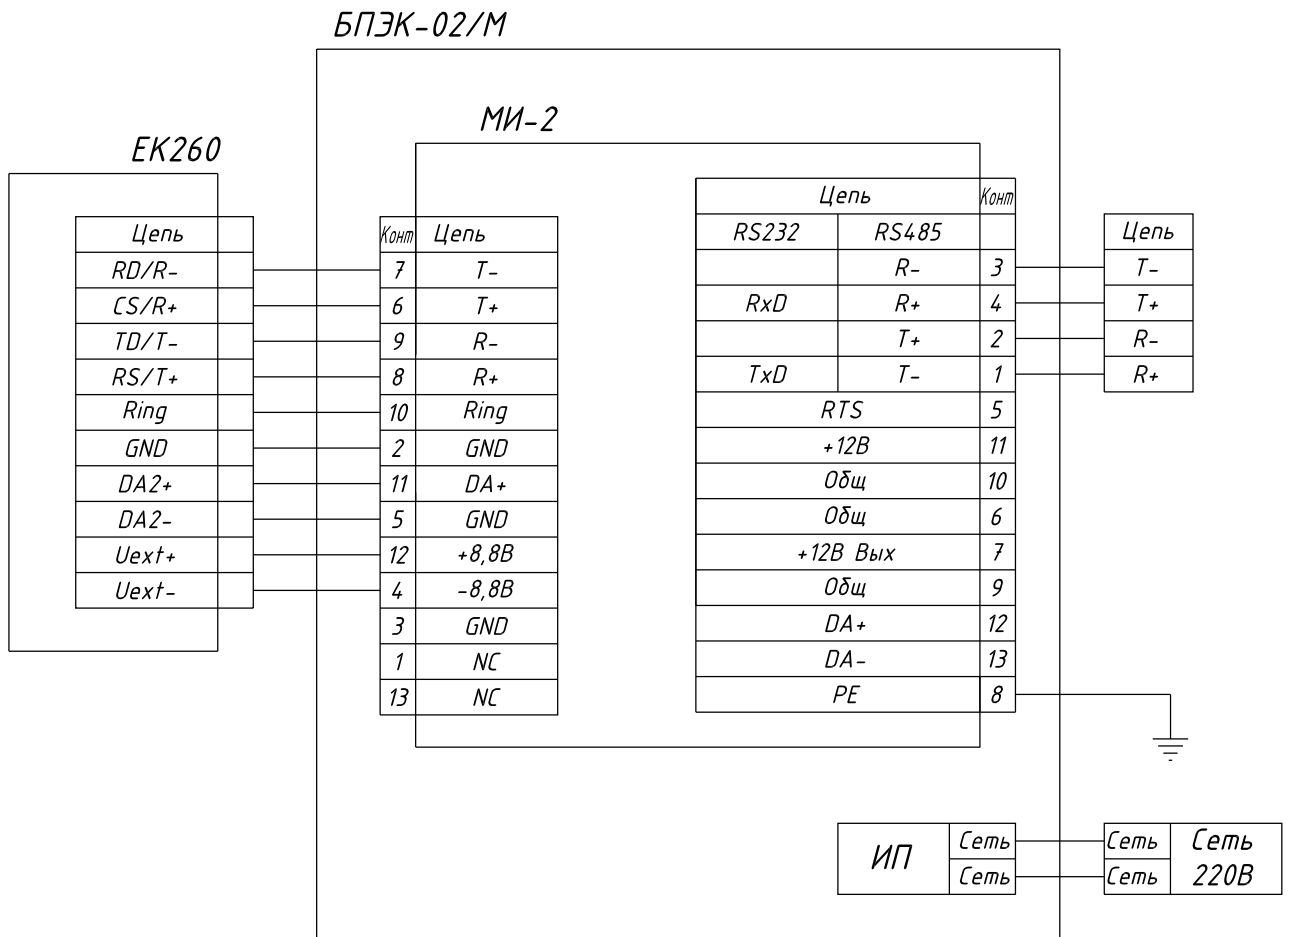 БПЭК-02/М
МИ-2
ЕК260
Цепь
RD/R-
CS/R+
TD/T-
RS/T+
Ring
GND
DA2+
DA2-
Uext+
Uext-
Конт Цепь
7 T-
6 T+
9 R-
8 R+
10 Ring
2 GND
11 DA+
5 GND
12 +8,8В
4 -8,8В
3 GND
1 NC
13 NC
Цепь Конт
RS232 RS485
R- 3
RxD R+ 4
T+ 2
TxD T- 1
RTS 5
+12В 11
Общ 10
Общ 6
+12В Вых 7
Общ 9
DA+ 12
DA- 13
PE 8
Цепь
T-
T+
R-
R+
ИП
Сеть
Сеть
Сеть
Сеть
Сеть
220В